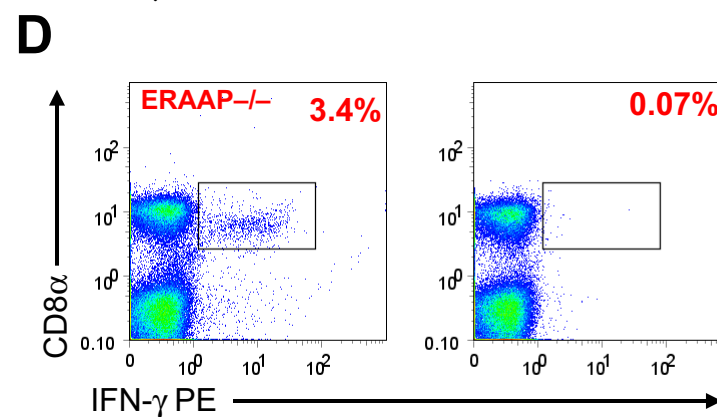 D
ERAAP–/– 3.4%
0.07%
10² 10²
10¹ 10¹
10⁰ 10⁰
0.10 0.10
0 10⁰ 10¹ 10² 0 10⁰ 10¹ 10²
CD8α
IFN-γ PE